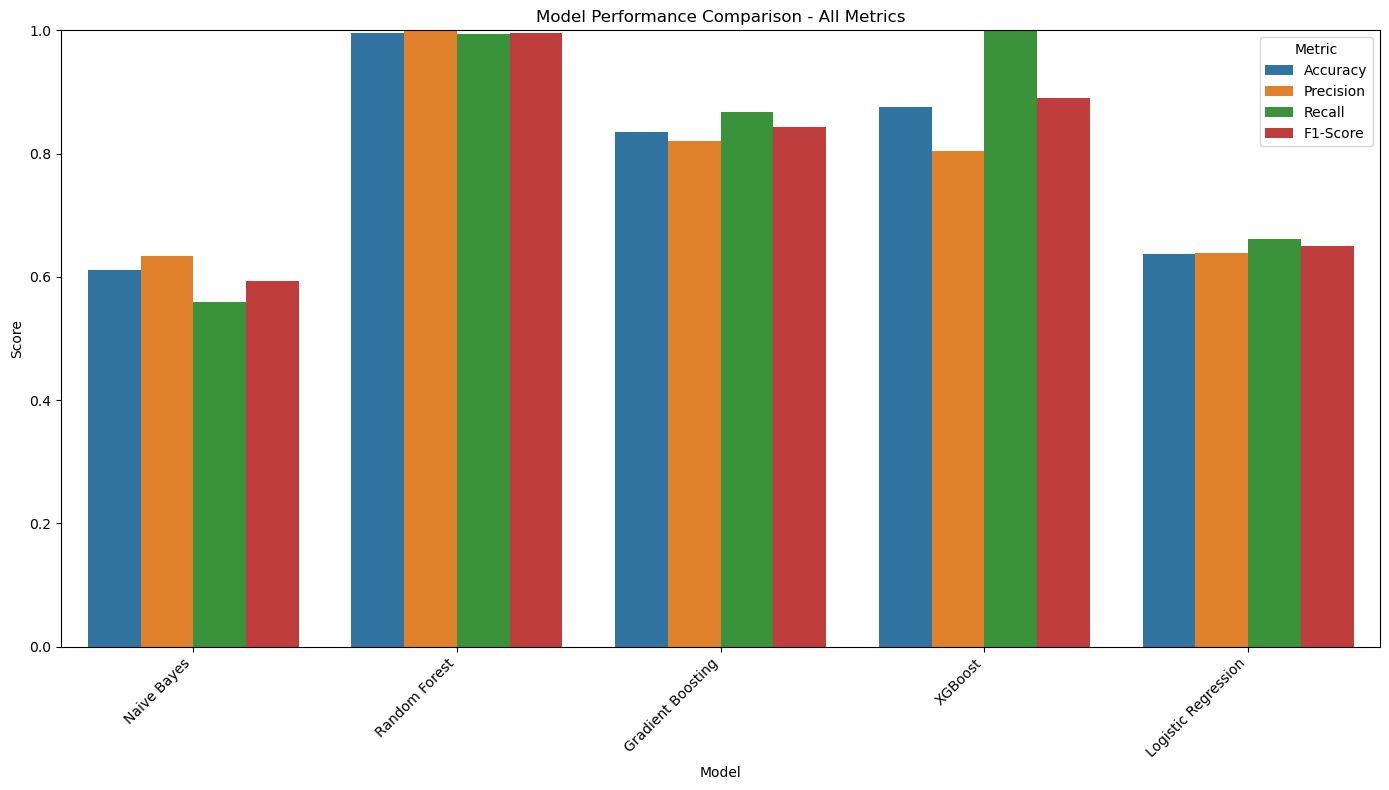 Model Performance Comparison - All Metrics
Metric
Accuracy
Precision
Recall
F1-Score
1.0
0.8
0.6
0.4
0.2
0.0
Score
Naive Bayes
Random Forest
Gradient Boosting
XGBoost
Logistic Regression
Model